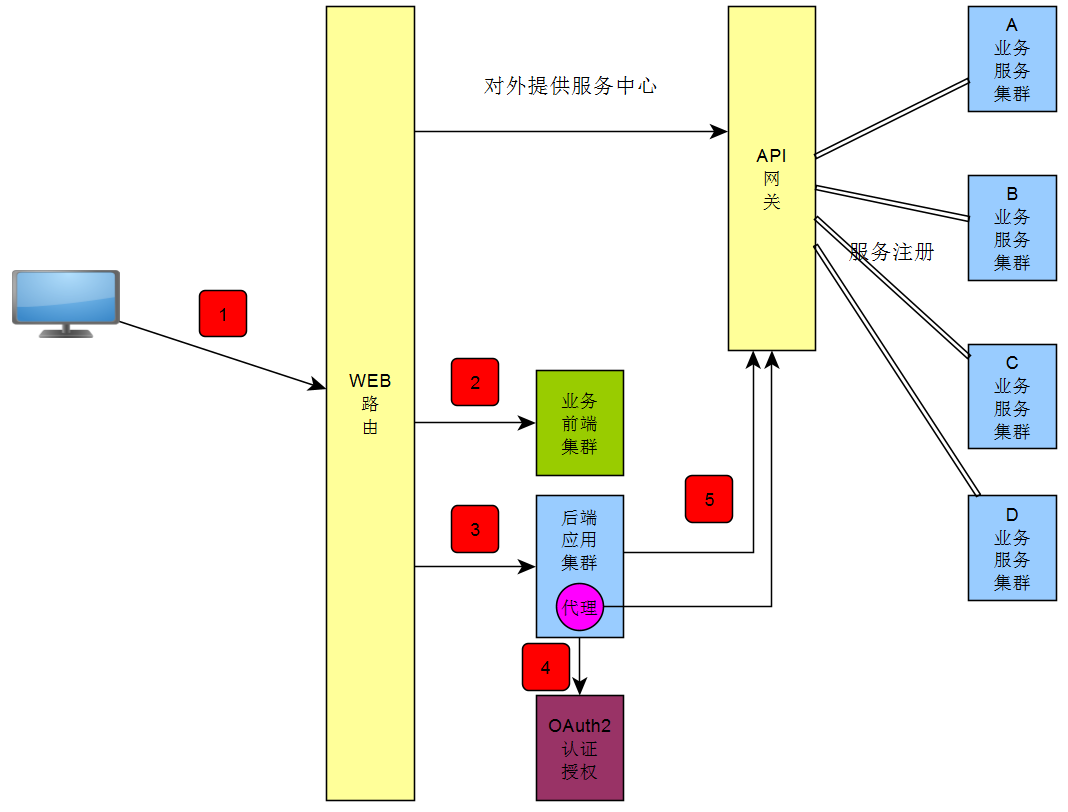 对外提供服务中心
1
WEB
路
由
2
业务
前端
集群
3
后端
应用
集群
代理
4
OAuth2
认证
授权
5
API
网
关
服务注册
A
业务
服务
集群
B
业务
服务
集群
C
业务
服务
集群
D
业务
服务
集群